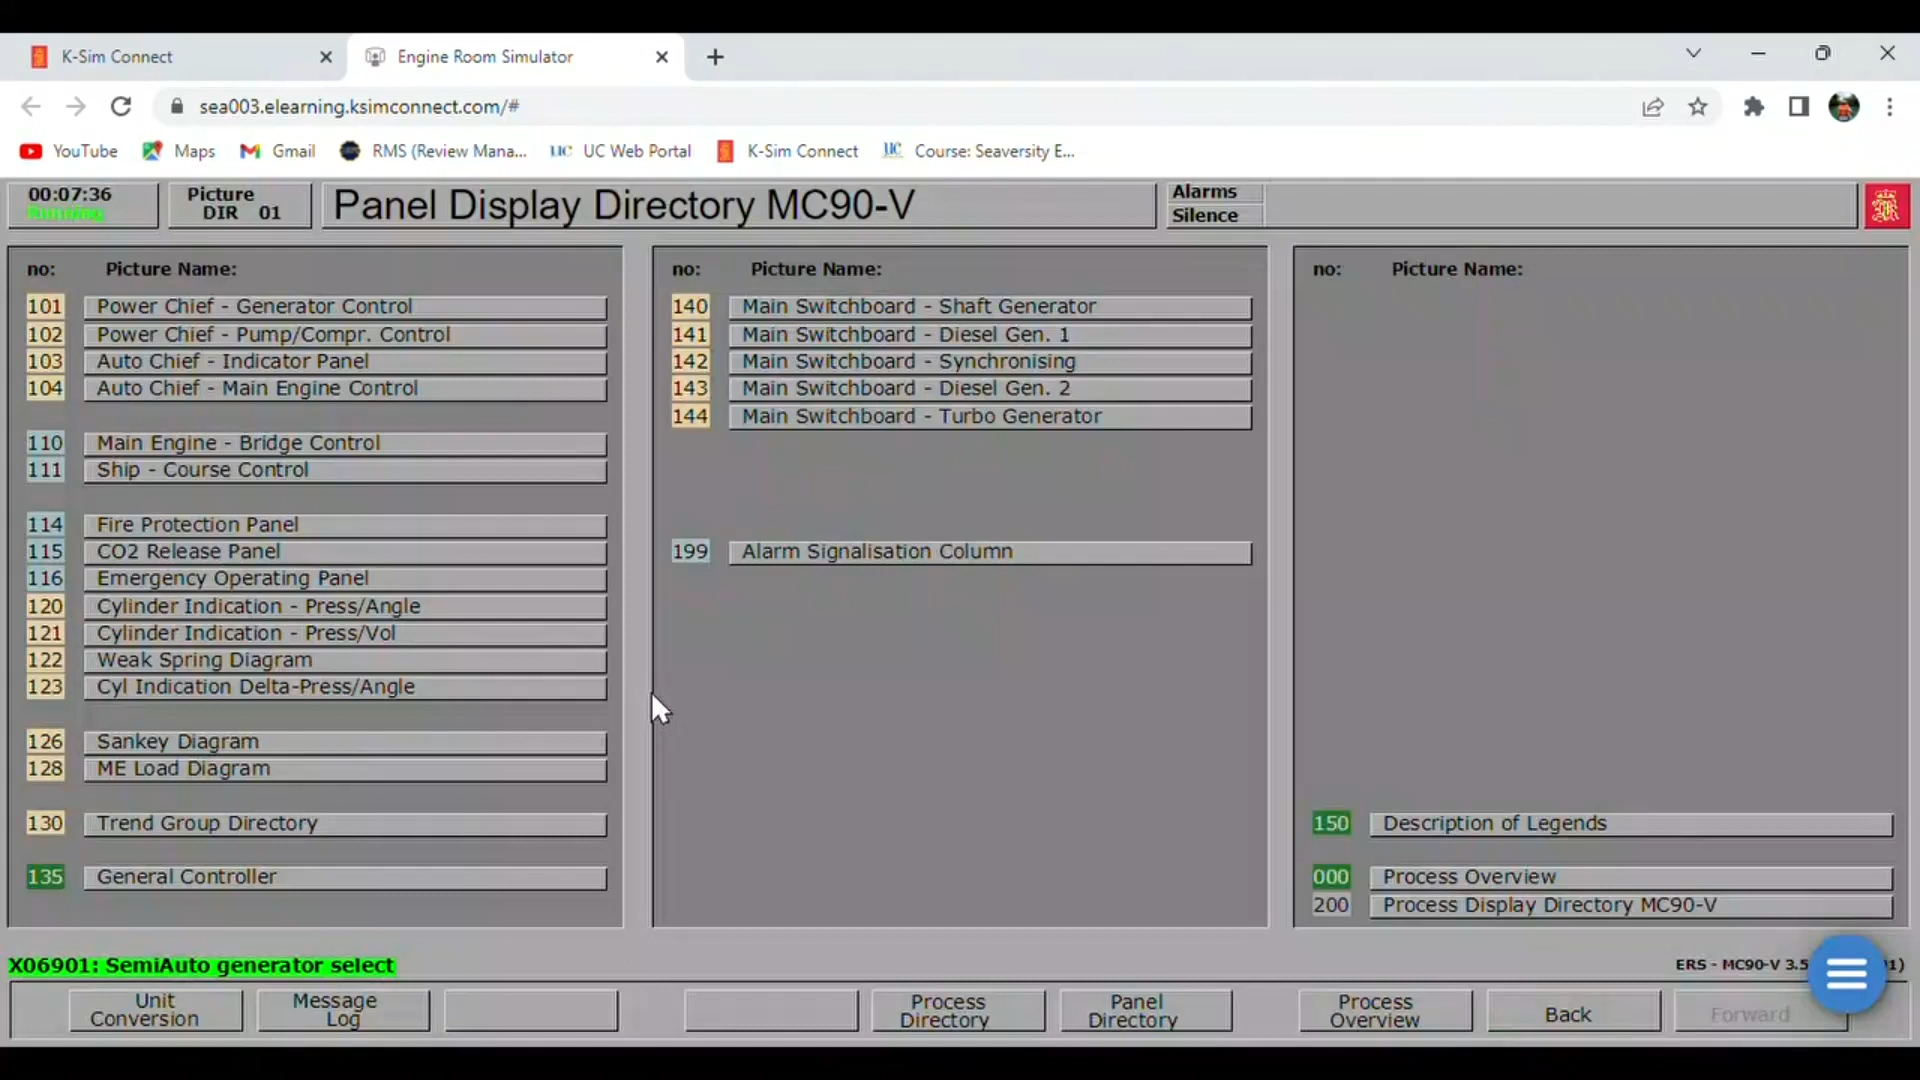 K-Sim Connect
Engine Room Simulator
sea003.elearning.ksimconnect.com/#
YouTube
Maps
Gmail
RMS (Review Mana...
UC Web Portal
K-Sim Connect
Course: Seaversity E...
00:07:36
Running
Picture
DIR 01
Panel Display Directory MC90-V
Alarms
Silence
no: Picture Name:
101 Power Chief - Generator Control
102 Power Chief - Pump/Compr. Control
103 Auto Chief - Indicator Panel
104 Auto Chief - Main Engine Control
110 Main Engine - Bridge Control
111 Ship - Course Control
114 Fire Protection Panel
115 CO2 Release Panel
116 Emergency Operating Panel
120 Cylinder Indication - Press/Angle
121 Cylinder Indication - Press/Vol
122 Weak Spring Diagram
123 Cyl Indication Delta-Press/Angle
126 Sankey Diagram
128 ME Load Diagram
130 Trend Group Directory
135 General Controller
no: Picture Name:
140 Main Switchboard - Shaft Generator
141 Main Switchboard - Diesel Gen. 1
142 Main Switchboard - Synchronising
143 Main Switchboard - Diesel Gen. 2
144 Main Switchboard - Turbo Generator
199 Alarm Signalisation Column
no: Picture Name:
150 Description of Legends
000 Process Overview
200 Process Display Directory MC90-V
X06901: SemiAuto generator select
ERS - MC90-V 3.5
Unit
Conversion
Message
Log
Process
Directory
Panel
Directory
Process
Overview
Back
Forward